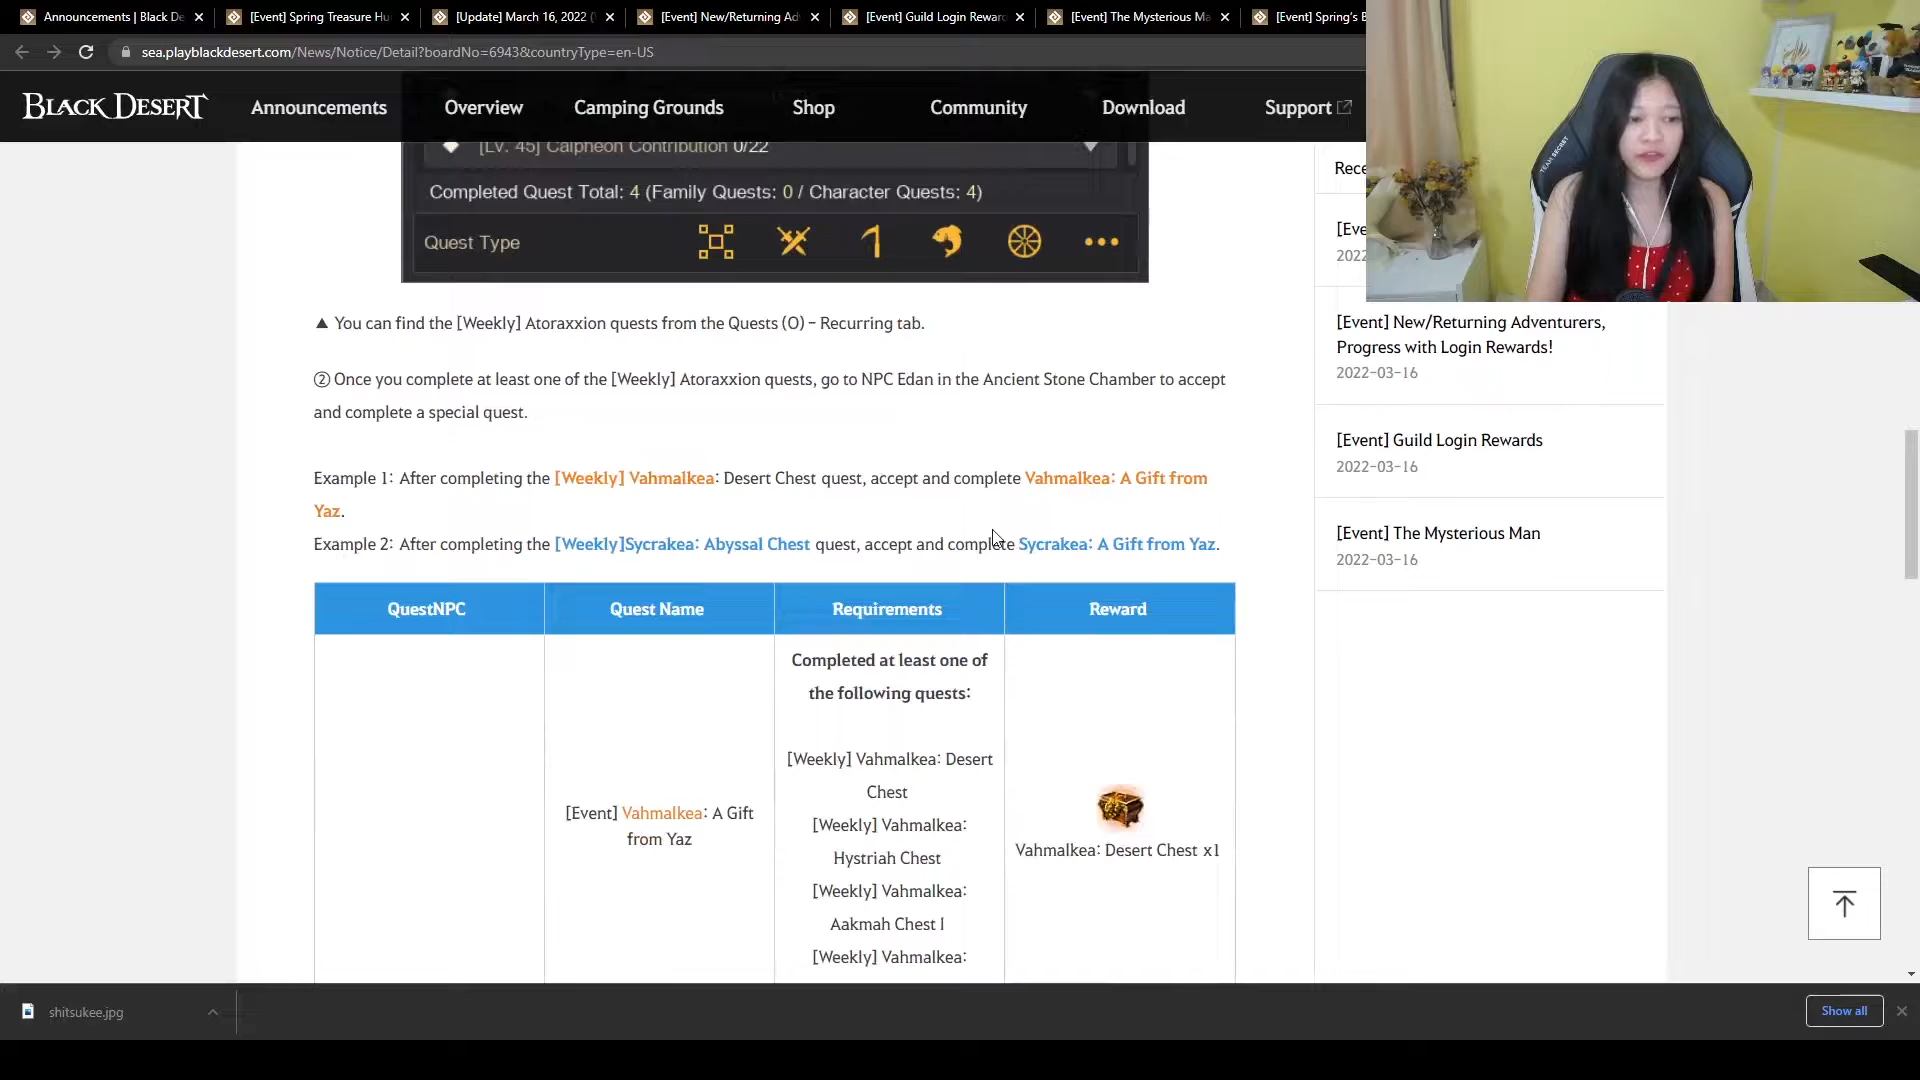 Announcements | Black De
[Event] Spring Treasure Hu
[Update] March 16, 2022 (
[Event] New/Returning Ad
[Event] Guild Login Reward
[Event] The Mysterious Ma
[Event] Spring's B
sea.playblackdesert.com/News/Notice/Detail?boardNo=6943&countryType=en-US
BLACK DESERT
Announcements
Overview
Camping Grounds
Shop
Community
Download
Support
[Lv. 45] Calpheon Contribution 0/22
Completed Quest Total: 4 (Family Quests: 0 / Character Quests: 4)
Quest Type
▲ You can find the [Weekly] Atoraxxion quests from the Quests (O) – Recurring tab.
② Once you complete at least one of the [Weekly] Atoraxxion quests, go to NPC Edan in the Ancient Stone Chamber to accept
and complete a special quest.
Example 1: After completing the [Weekly] Vahmalkea: Desert Chest quest, accept and complete Vahmalkea: A Gift from
Yaz.
Example 2: After completing the [Weekly]Sycrakea: Abyssal Chest quest, accept and complete Sycrakea: A Gift from Yaz.
QuestNPC
Quest Name
Requirements
Reward
Completed at least one of
the following quests:
[Weekly] Vahmalkea: Desert
Chest
[Weekly] Vahmalkea:
Hystriah Chest
[Weekly] Vahmalkea:
Aakmah Chest I
[Weekly] Vahmalkea:
[Event] Vahmalkea: A Gift
from Yaz
Vahmalkea: Desert Chest x1
Rece
[Eve
2022
[Event] New/Returning Adventurers,
Progress with Login Rewards!
2022-03-16
[Event] Guild Login Rewards
2022-03-16
[Event] The Mysterious Man
2022-03-16
TEAM SECRET
shitsukee.jpg
Show all